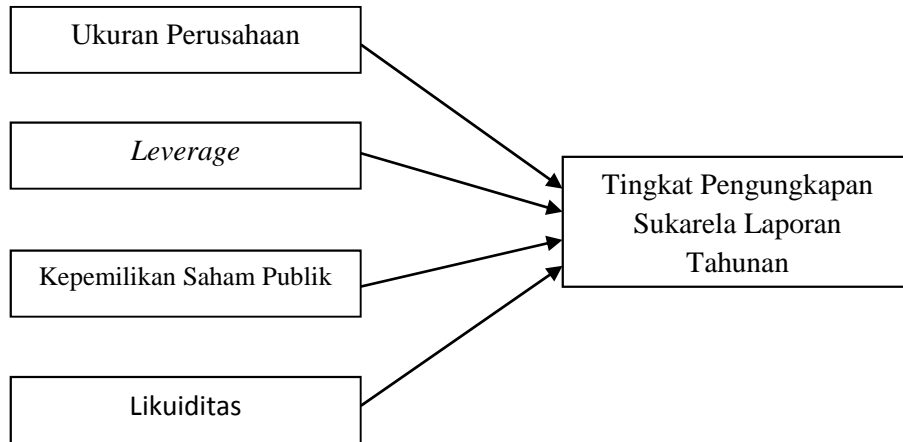 Ukuran Perusahaan
Leverage
Kepemilikan Saham Publik
Likuiditas
Tingkat Pengungkapan
Sukarela Laporan
Tahunan